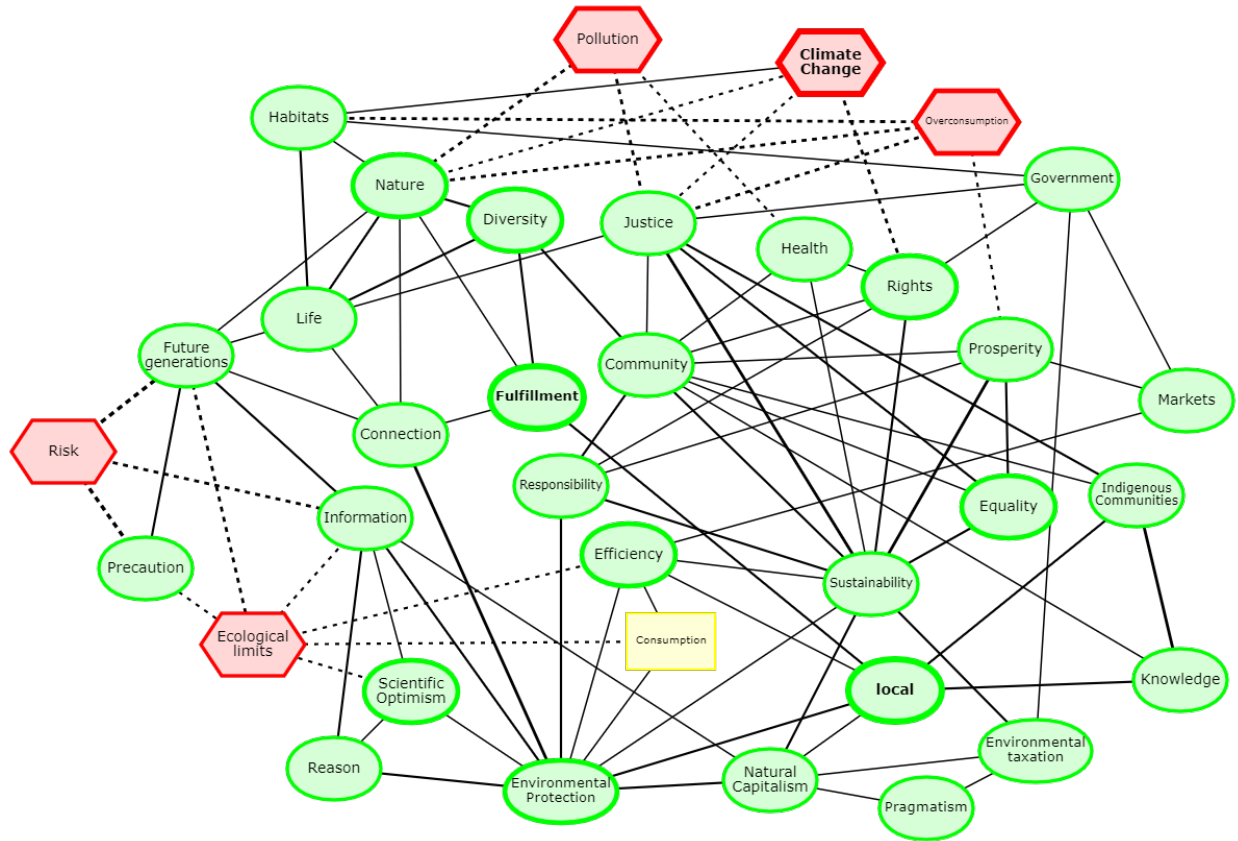 Pollution
Climate
Change
Habitats
Overconsumption
Nature
Government
Diversity
Justice
Health
Rights
Life
Future
generations
Community
Prosperity
Fulfillment
Markets
Connection
Risk
Responsibility
Indigenous
Communities
Equality
Information
Efficiency
Precaution
Sustainability
Ecological
limits
Consumption
Scientific
Optimism
local
Knowledge
Environmental
taxation
Reason
Natural
Capitalism
Environmental
Protection
Pragmatism